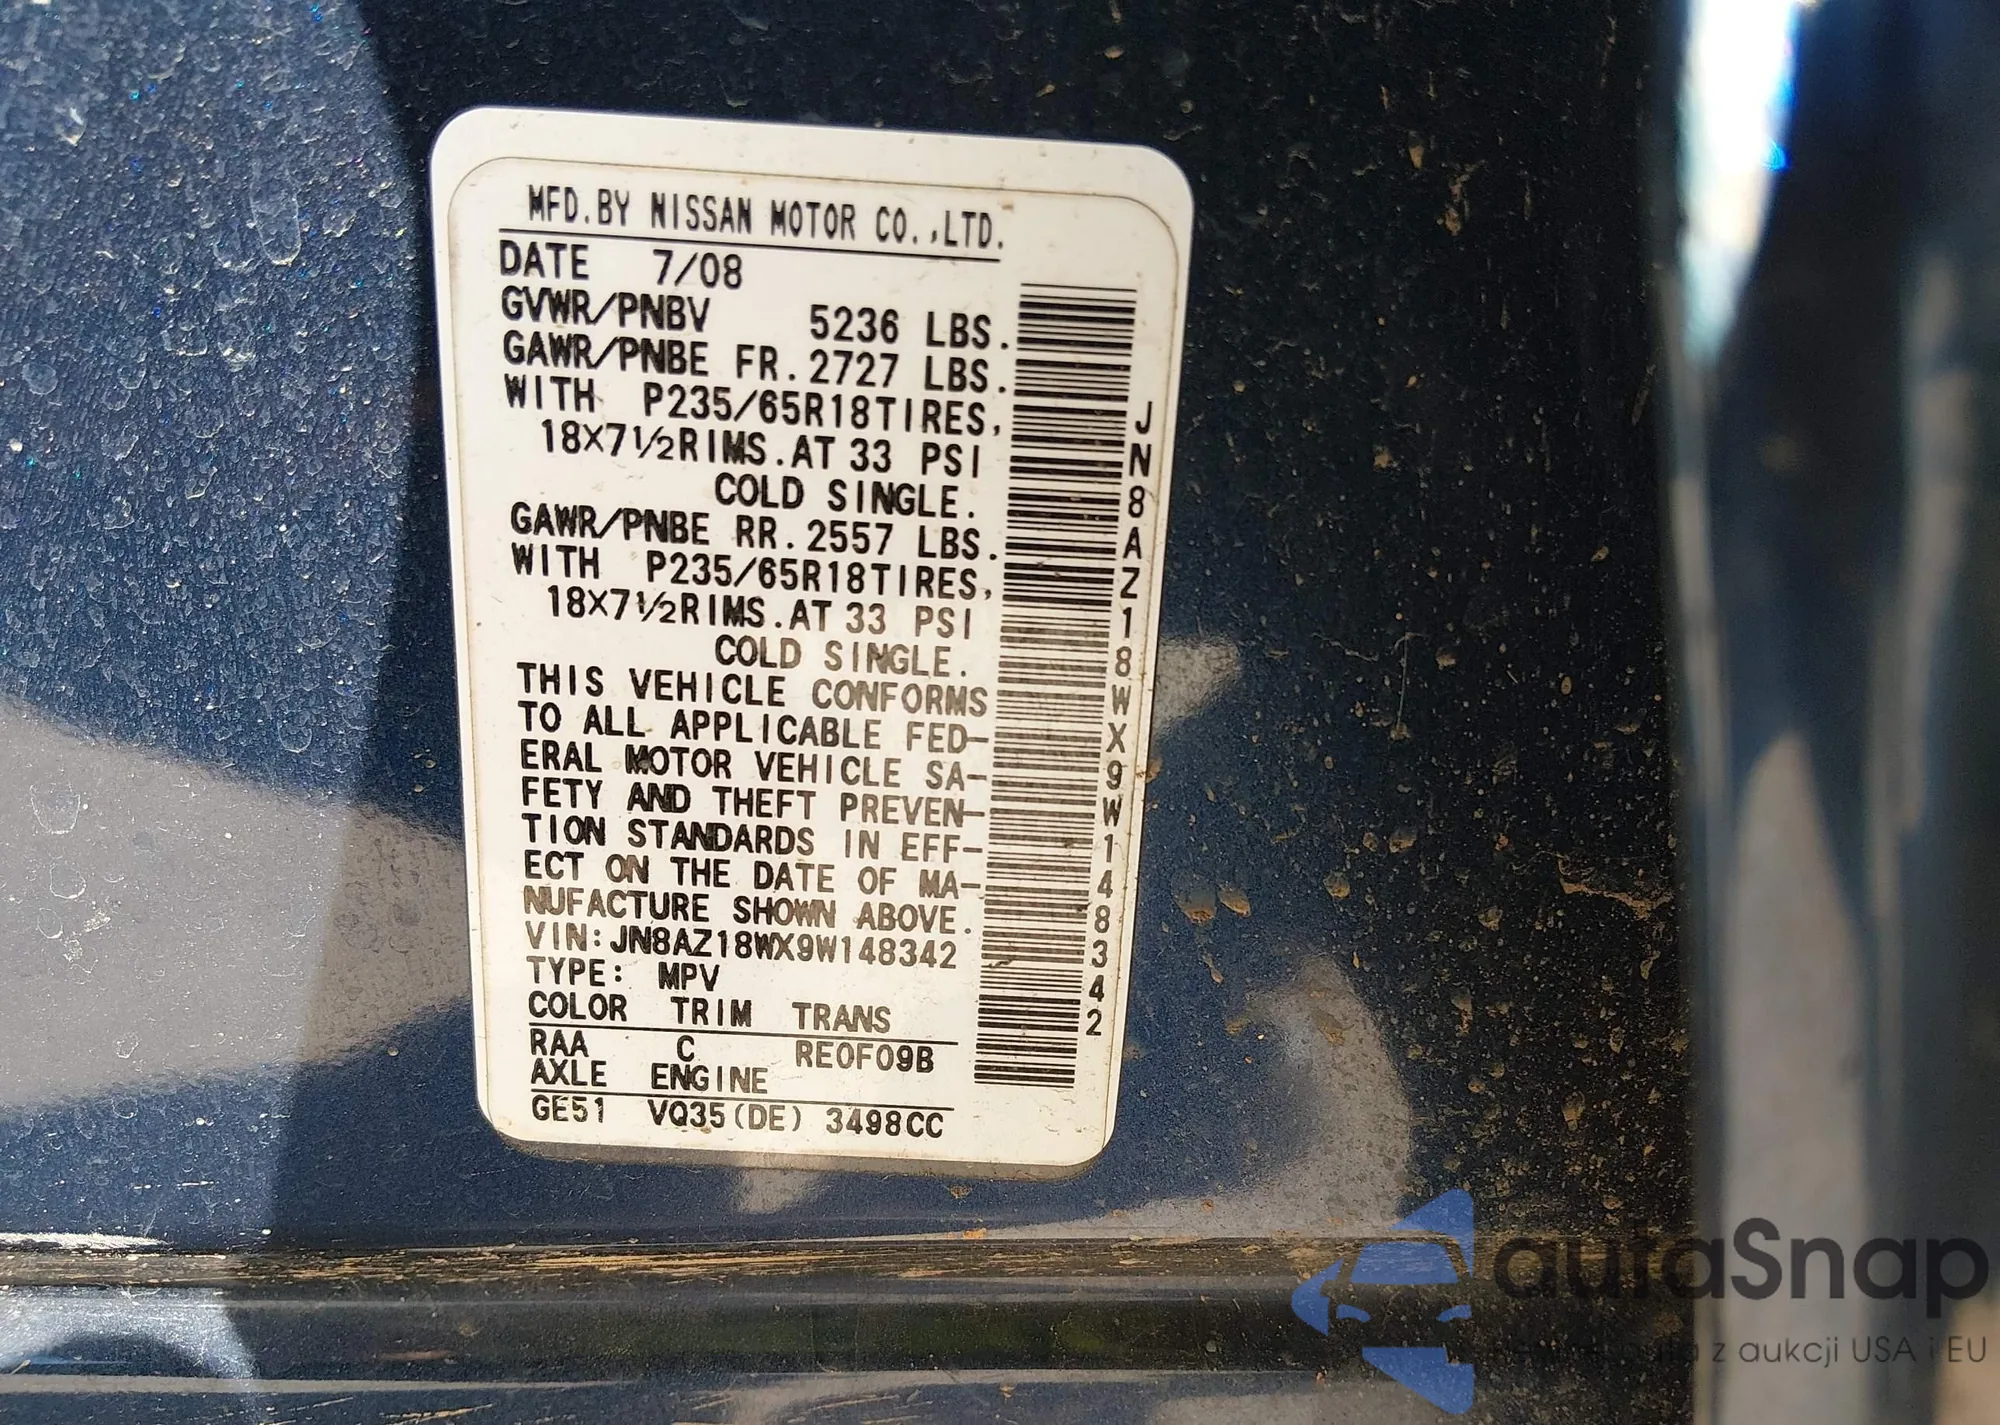 MFD.BY NISSAN MOTOR CO.,LTD.
DATE 7/08
GVWR/PNBV 5236 LBS.
GAWR/PNBE FR.2727 LBS.
WITH P235/65R18TIRES,
18X7½RIMS.AT 33 PSI
COLD SINGLE.
GAWR/PNBE RR.2557 LBS.
WITH P235/65R18TIRES,
18X7½RIMS.AT 33 PSI
COLD SINGLE.
THIS VEHICLE CONFORMS
TO ALL APPLICABLE FED-
ERAL MOTOR VEHICLE SA-
FETY AND THEFT PREVEN-
TION STANDARDS IN EFF-
ECT ON THE DATE OF MA-
NUFACTURE SHOWN ABOVE.
VIN:JN8AZ18WX9W148342
TYPE: MPV
COLOR TRIM TRANS
RAA C RE0F09B
AXLE ENGINE
GE51 VQ35(DE) 3498CC
JN8AZ18WX9W148342
autaSnap
z aukcji USA i EU